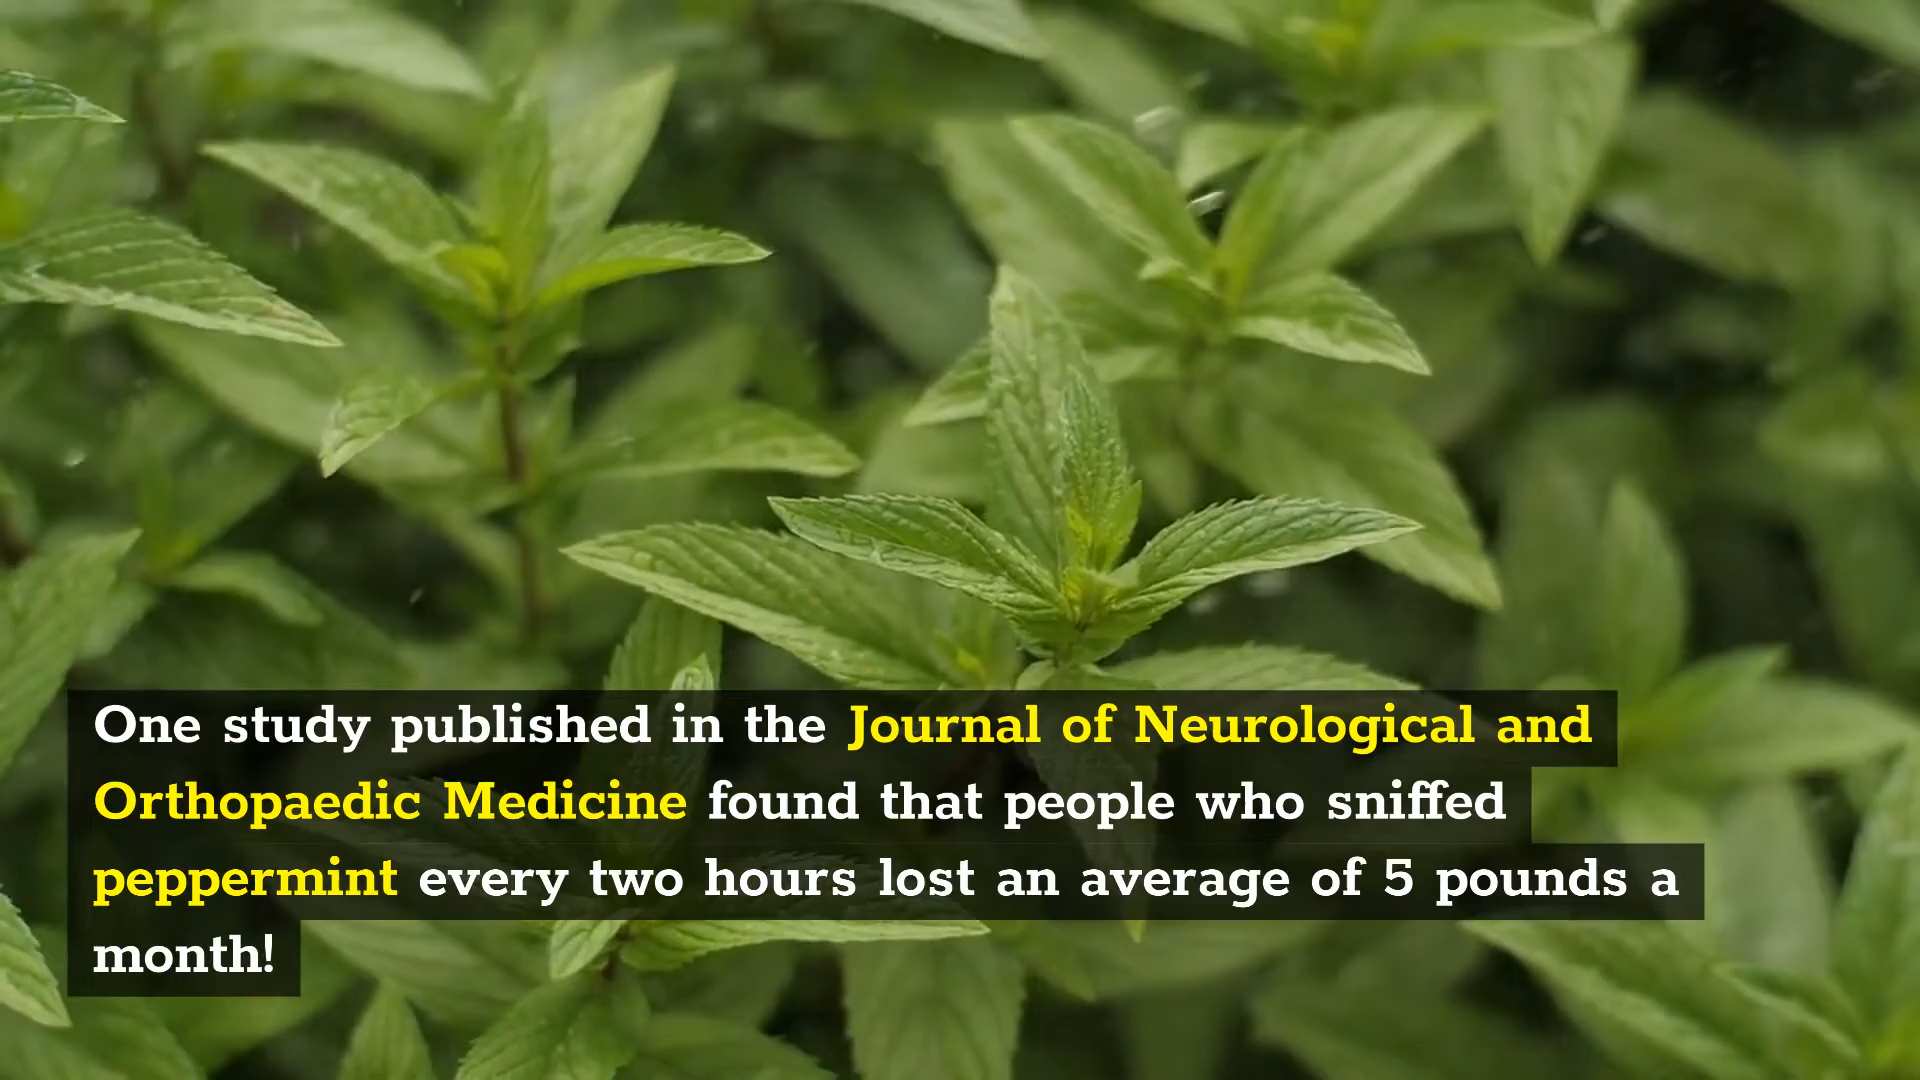 One study published in the Journal of Neurological and
Orthopaedic Medicine found that people who sniffed
peppermint every two hours lost an average of 5 pounds a
month!